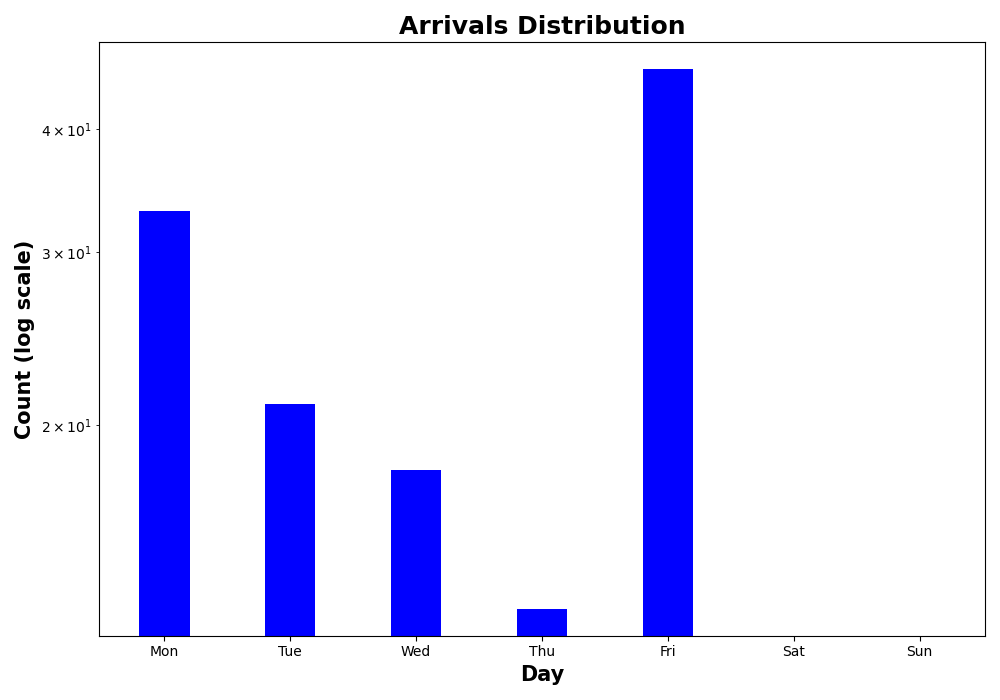 Arrivals Distribution
Count (log scale)
4 × 10¹
3 × 10¹
2 × 10¹
Mon Tue Wed Thu Fri Sat Sun
Day